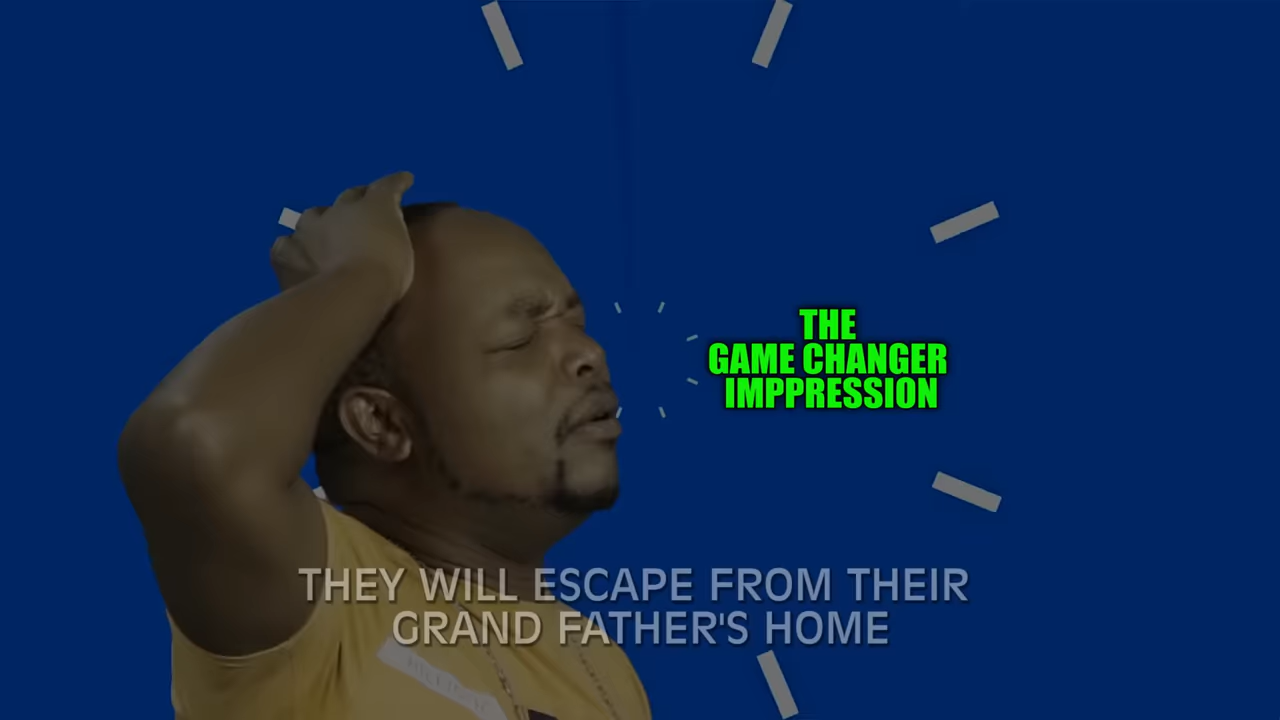 THE
GAME CHANGER
IMPPRESSION
THEY WILL ESCAPE FROM THEIR
GRAND FATHER'S HOME